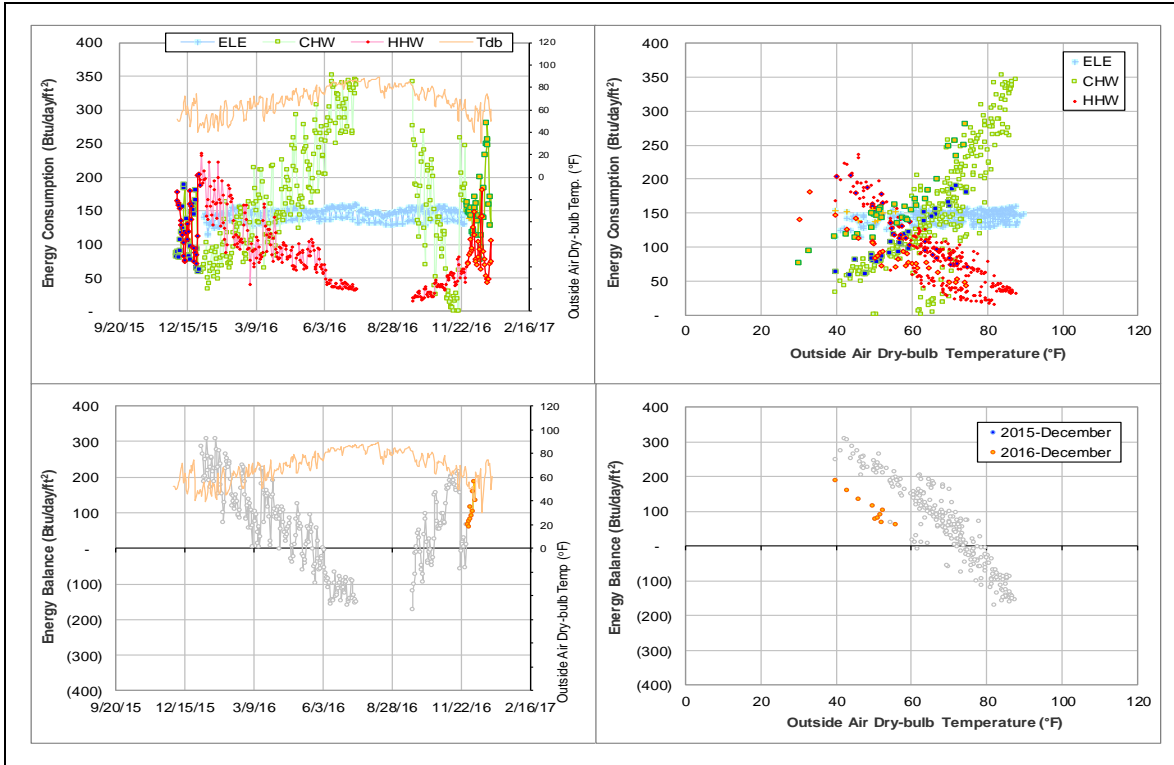 ELE CHW HHW Tdb
Energy Consumption (Btu/day/ft²)
400
350
300
250
200
150
100
50
-
120
100
80
60
40
20
0
Outside Air Dry-bulb Temp. (°F)
9/20/15 12/15/15 3/9/16 6/3/16 8/28/16 11/22/16 2/16/17
ELE
CHW
HHW
Energy Consumption (Btu/day/ft²)
400
350
300
250
200
150
100
50
-
0 20 40 60 80 100 120
Outside Air Dry-bulb Temperature (°F)
Energy Balance (Btu/day/ft²)
400
300
200
100
-
(100)
(200)
(300)
(400)
120
100
80
60
40
20
0
Outside Air Dry-bulb Temp (°F)
9/20/15 12/15/15 3/9/16 6/3/16 8/28/16 11/22/16 2/16/17
2015-December
2016-December
Energy Balance (Btu/day/ft²)
400
300
200
100
-
(100)
(200)
(300)
(400)
0 20 40 60 80 100 120
Outside Air Dry-bulb Temperature (°F)